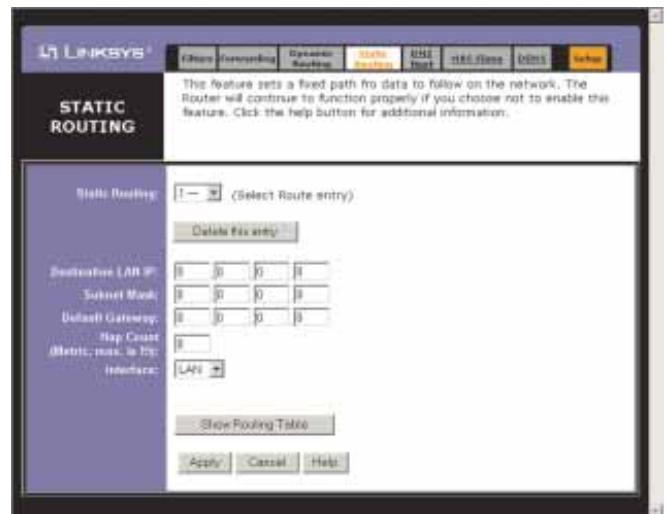 LINKSYS
Filters Forwarding Dynamic Routing Static Routing DMZ Host MAC Clone DDNS Setup
STATIC ROUTING
This feature sets a fixed path fro data to follow on the network. The
Router will continue to function properly if you choose not to enable this
feature. Click the help button for additional information.
Static Routing: 1 -- (Select Route entry)
Delete this entry
Destination LAN IP: 0 0 0 0
Subnet Mask: 0 0 0 0
Default Gateway: 0 0 0 0
Hop Count
(Metric, max. is 15): 0
Interface: LAN
Show Routing Table
Apply Cancel Help